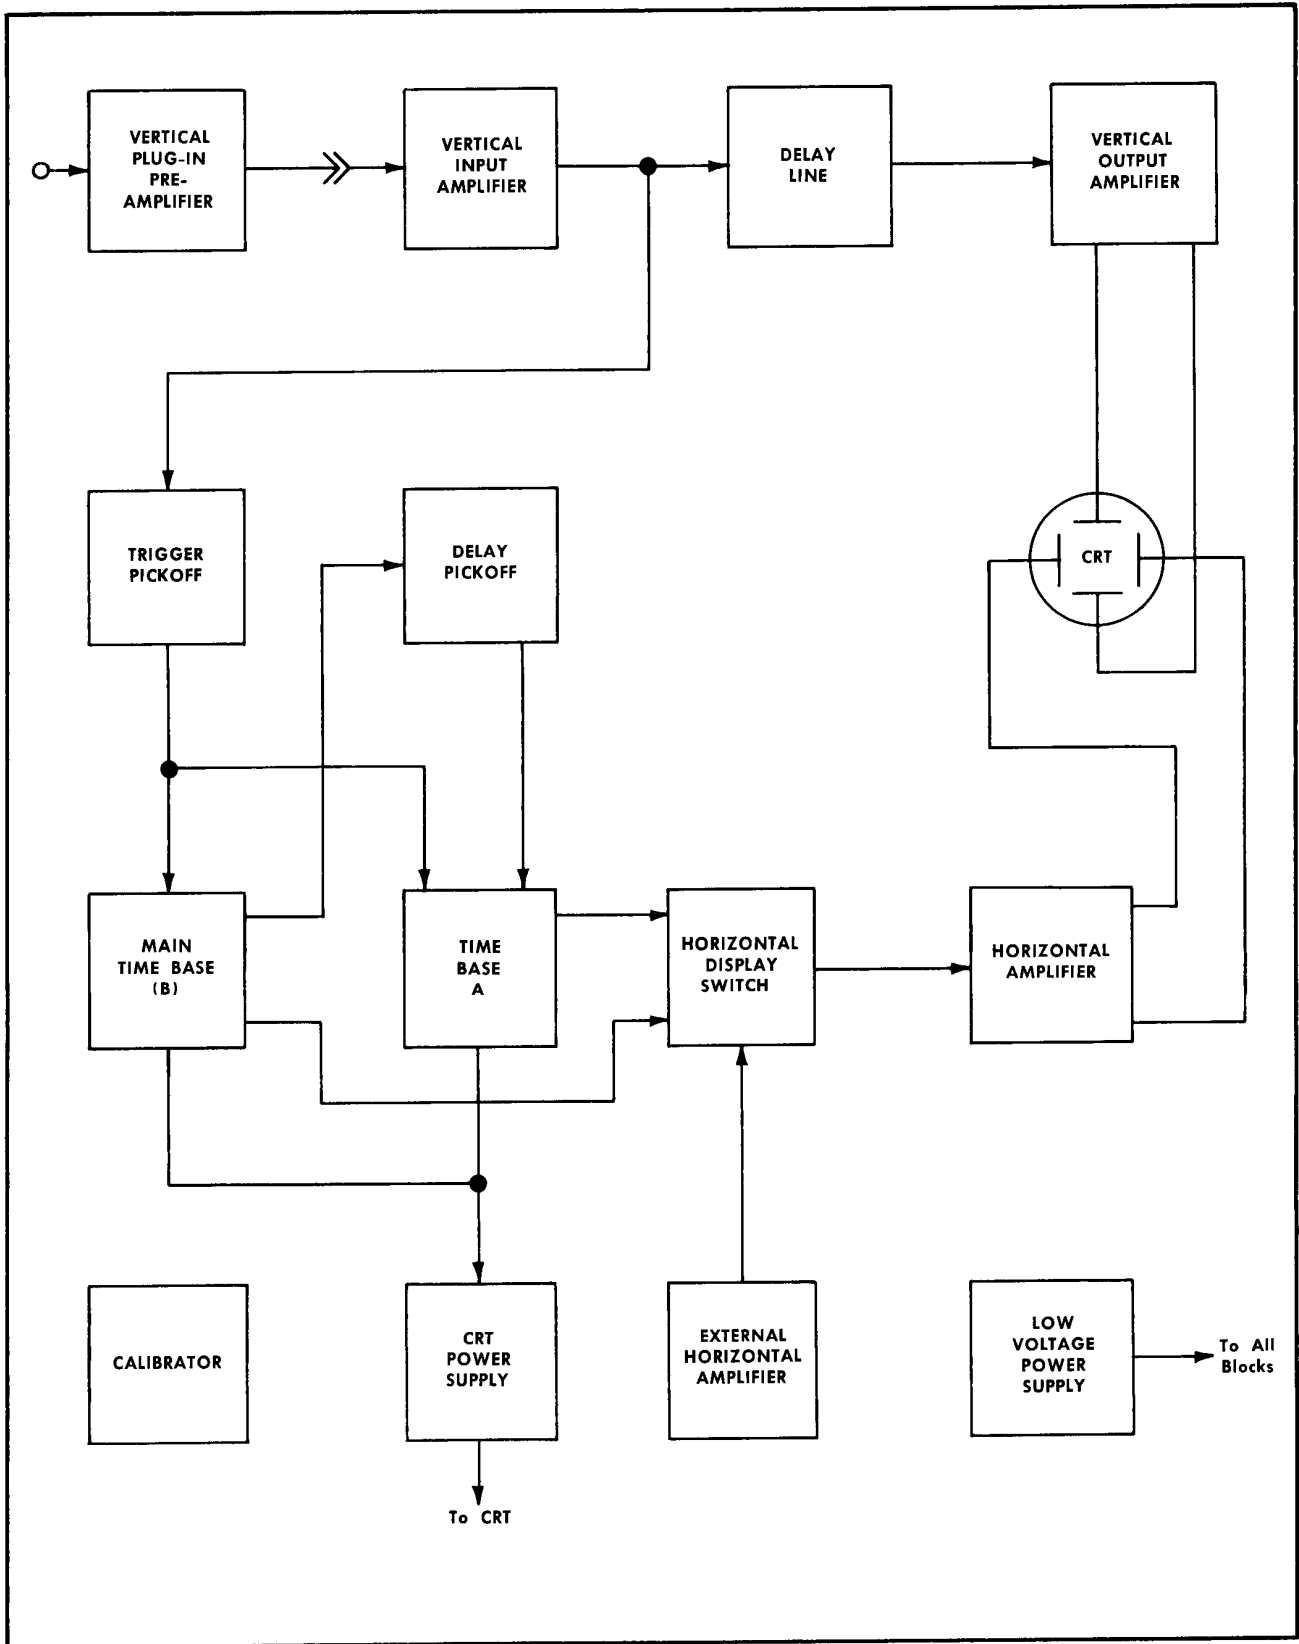 VERTICAL
PLUG-IN
PRE-
AMPLIFIER
VERTICAL
INPUT
AMPLIFIER
DELAY
LINE
VERTICAL
OUTPUT
AMPLIFIER
TRIGGER
PICKOFF
DELAY
PICKOFF
CRT
MAIN
TIME BASE
(B)
TIME
BASE
A
HORIZONTAL
DISPLAY
SWITCH
HORIZONTAL
AMPLIFIER
CALIBRATOR
CRT
POWER
SUPPLY
EXTERNAL
HORIZONTAL
AMPLIFIER
LOW
VOLTAGE
POWER
SUPPLY
To All
Blocks
To CRT